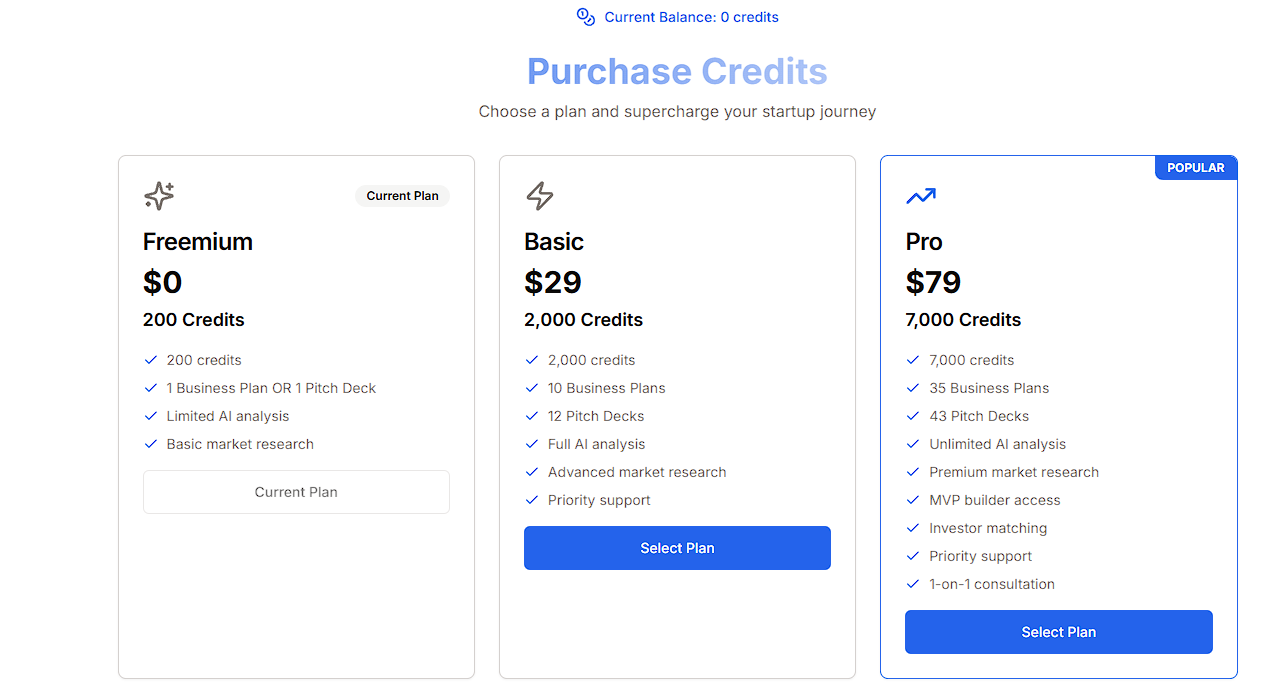 Current Balance: 0 credits
Purchase Credits
Choose a plan and supercharge your startup journey
Current Plan
Freemium
$0
200 Credits
200 credits
1 Business Plan OR 1 Pitch Deck
Limited AI analysis
Basic market research
Current Plan
Basic
$29
2,000 Credits
2,000 credits
10 Business Plans
12 Pitch Decks
Full AI analysis
Advanced market research
Priority support
Select Plan
POPULAR
Pro
$79
7,000 Credits
7,000 credits
35 Business Plans
43 Pitch Decks
Unlimited AI analysis
Premium market research
MVP builder access
Investor matching
Priority support
1-on-1 consultation
Select Plan